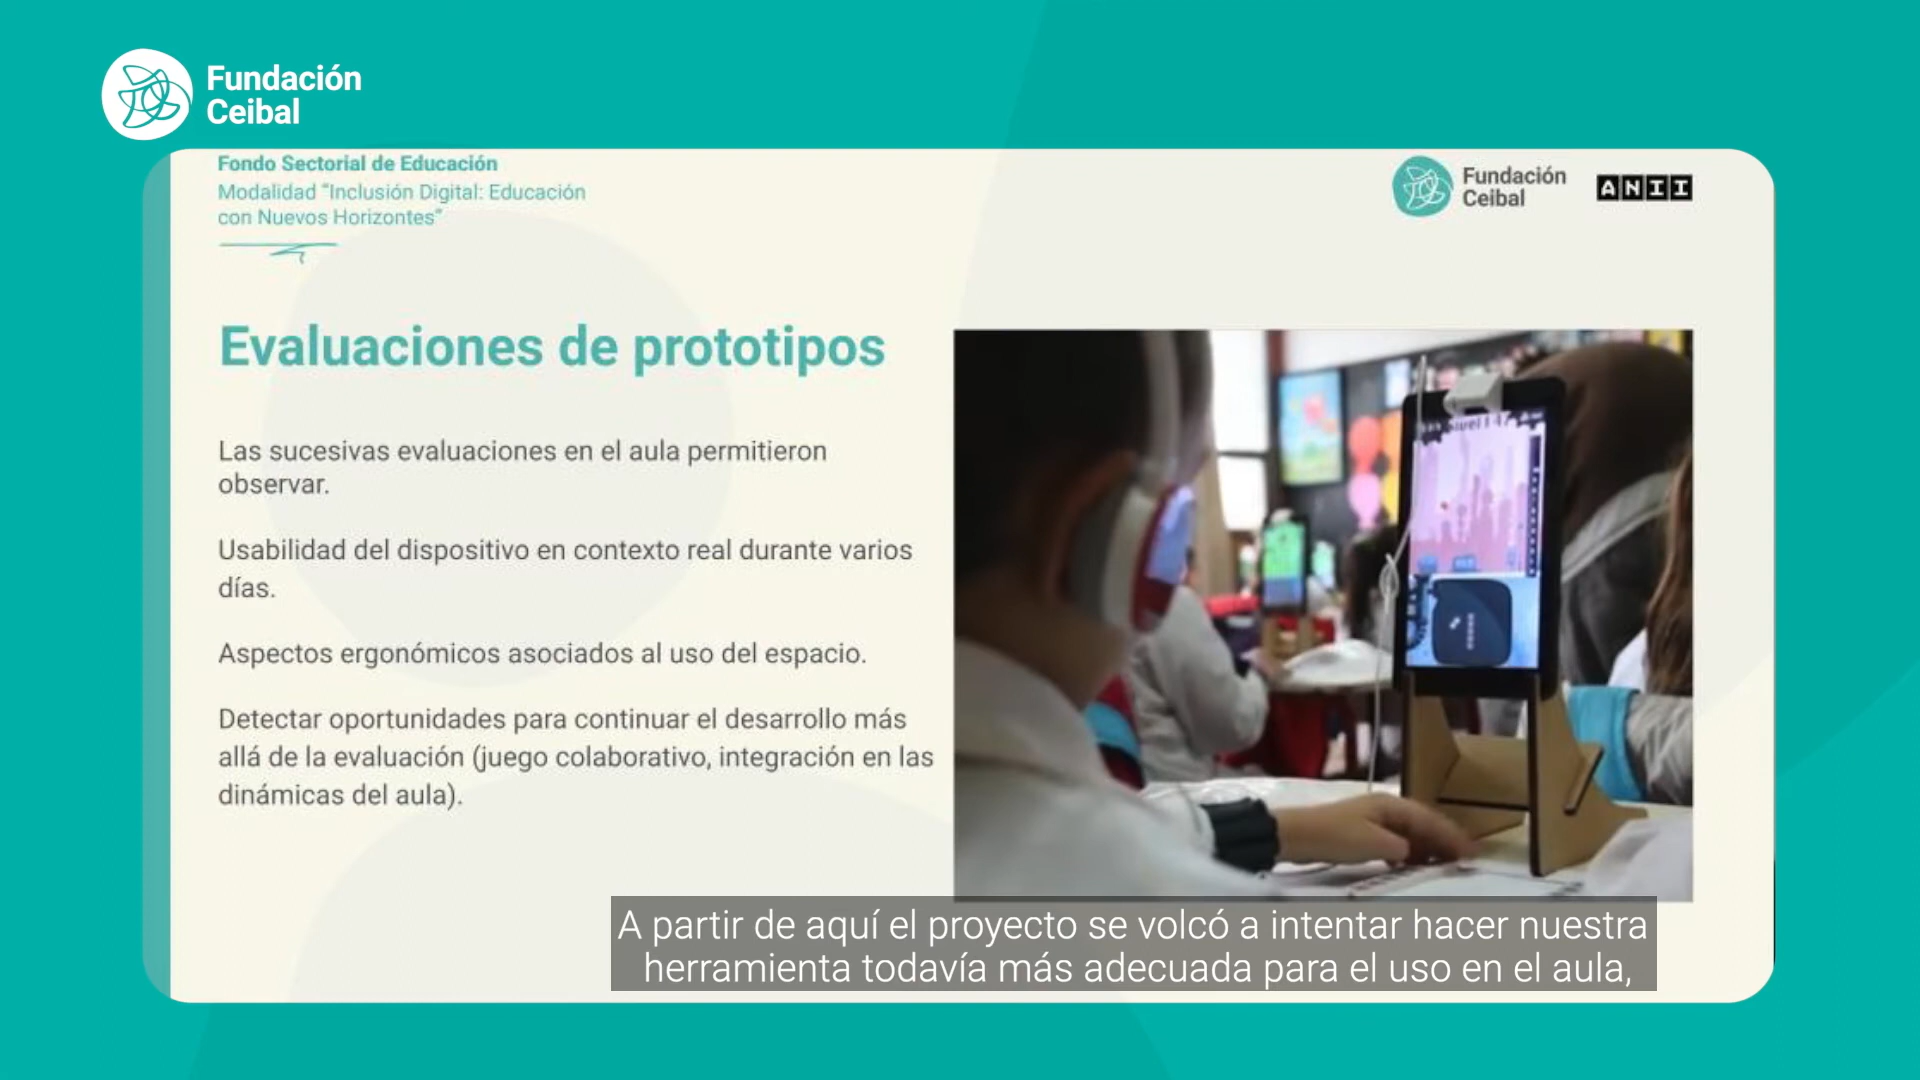 Fundación
Ceibal
Fondo Sectorial de Educación
Modalidad “Inclusión Digital: Educación
con Nuevos Horizontes”
Fundación
Ceibal
ANII
Evaluaciones de prototipos
Las sucesivas evaluaciones en el aula permitieron
observar.
Usabilidad del dispositivo en contexto real durante varios
días.
Aspectos ergonómicos asociados al uso del espacio.
Detectar oportunidades para continuar el desarrollo más
allá de la evaluación (juego colaborativo, integración en las
dinámicas del aula).
A partir de aquí el proyecto se volcó a intentar hacer nuestra
herramienta todavía más adecuada para el uso en el aula,